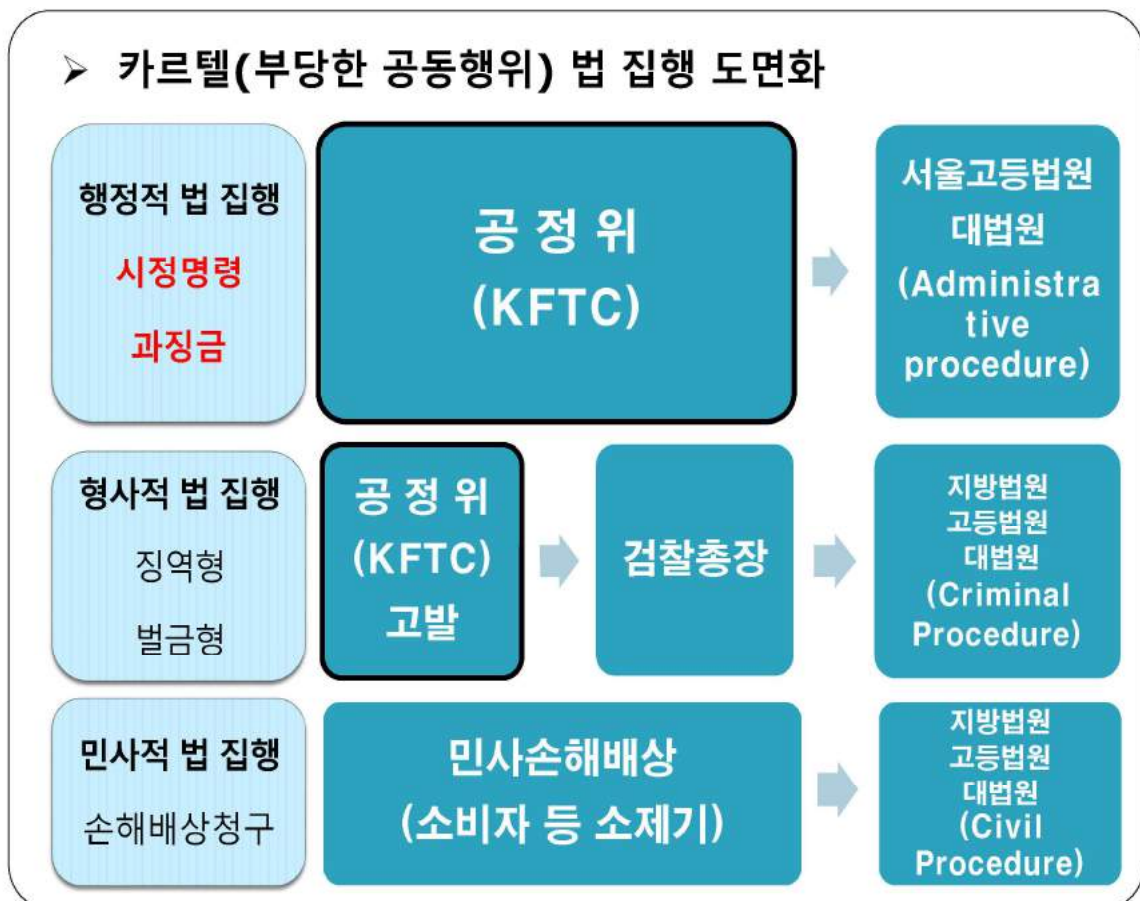 ➢ 카르텔(부당한 공동행위) 법 집행 도면화
행정적 법 집행
시정명령
과징금
공 정 위
(KFTC)
서울고등법원
대법원
(Administra
tive
procedure)
형사적 법 집행
징역형
벌금형
공 정 위
(KFTC)
고발
검찰총장
지방법원
고등법원
대법원
(Criminal
Procedure)
민사적 법 집행
손해배상청구
민사손해배상
(소비자 등 소제기)
지방법원
고등법원
대법원
(Civil
Procedure)